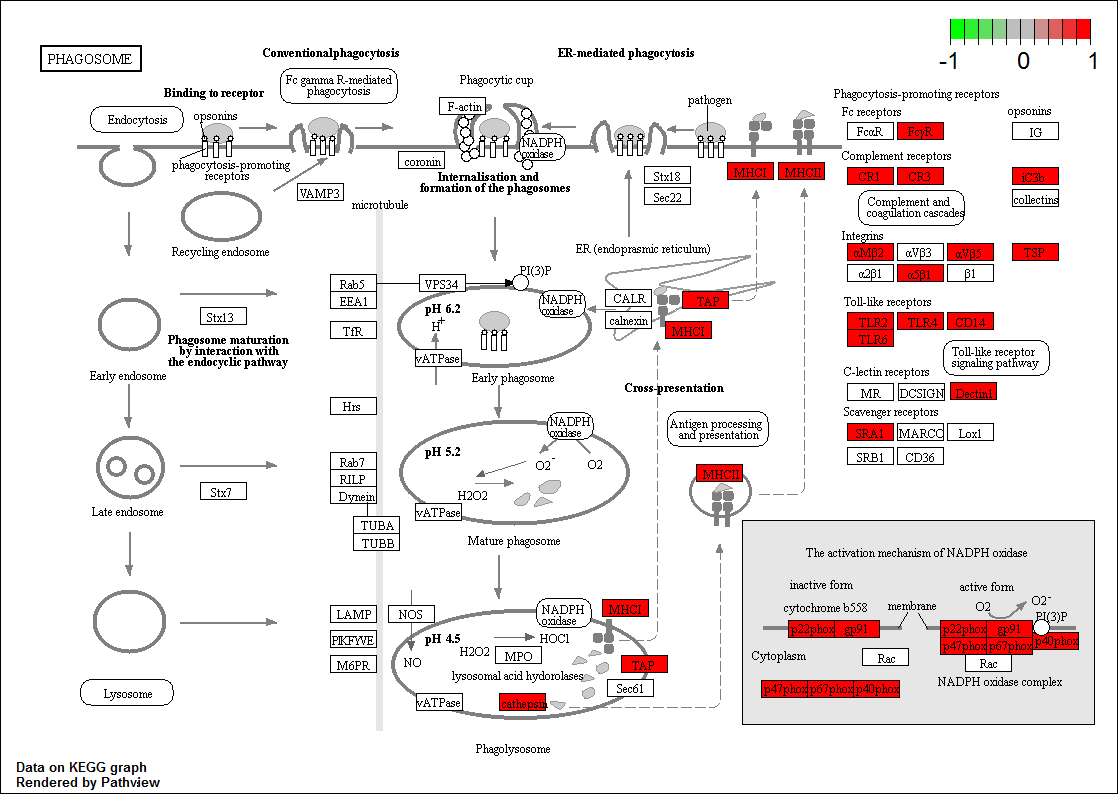 PHAGOSOME
-1 0 1
Conventionalphagocytosis
ER-mediated phagocytosis
Binding to receptor
Endocytosis
opsonins
Fc gamma R-mediated
phagocytosis
Phagocytic cup
F-actin
NADPH
oxidase
pathogen
phagocytosis-promoting
receptors
coronin
Internalisation and
formation of the phagosomes
Stx18
Sec22
MHCI
MHCII
VAMP3
microtubule
Recycling endosome
ER (endoprasmic reticulum)
Phagocytosis-promoting receptors
Fc receptors
opsonins
FcαR
FcγR
IG
Complement receptors
CR1
CR3
iC3b
collectins
Complement and
coagulation cascades
Integrins
αMβ2
αVβ3
αVβ5
TSP
α2β1
α5β1
β1
Toll-like receptors
TLR2
TLR4
CD14
TLR6
Toll-like receptor
signaling pathway
C-lectin receptors
MR
DCSIGN
Dectin1
Scavenger receptors
SRA1
MARCO
Lox1
SRB1
CD36
Rab5
EEA1
VPS34
PI(3)P
TfR
pH 6.2
H+
vATPase
NADPH
oxidase
CALR
calnexin
TAP
MHCI
Stx13
Phagosome maturation
by interaction with
the endocyclic pathway
Early endosome
Early phagosome
Hrs
Cross-presentation
Antigen processing
and presentation
NADPH
oxidase
pH 5.2
O2-
O2
H2O2
vATPase
Rab7
RILP
Dynein
TUBA
TUBB
Stx7
MHCII
Late endosome
Mature phagosome
LAMP
PIKFYVE
M6PR
NOS
NO
pH 4.5
NADPH
oxidase
MHCI
H2O2
HOCl
MPO
lysosomal acid hydorolases
TAP
Sec61
vATPase
cathepsin
Lysosome
Phagolysosome
The activation mechanism of NADPH oxidase
inactive form
active form
cytochrome b558
membrane
O2
O2-
PI(3)P
p22phox
gp91
p22phox
gp91
p47phox
p67phox
p40phox
Cytoplasm
Rac
Rac
p47phox
p67phox
p40phox
NADPH oxidase complex
Data on KEGG graph
Rendered by Pathview